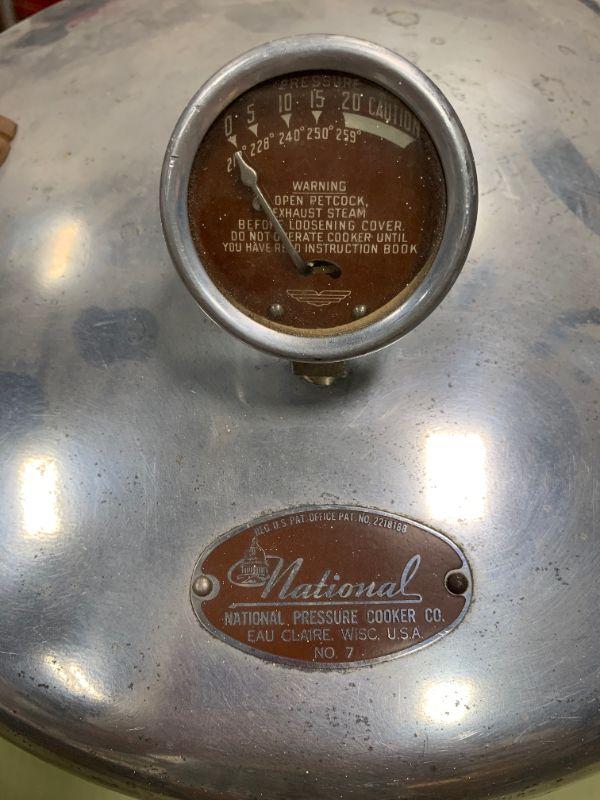 PRESSURE
0 5 10 15 20 CAUTION
228° 240° 250° 259°
WARNING
OPEN PETCOCK,
EXHAUST STEAM
BEFORE LOOSENING COVER.
DO NOT OPERATE COOKER UNTIL
YOU HAVE READ INSTRUCTION BOOK
REG. U.S. PAT. OFFICE PAT. NO. 2218188
National
NATIONAL PRESSURE COOKER CO.
EAU CLAIRE, WISC. U.S.A.
NO. 7